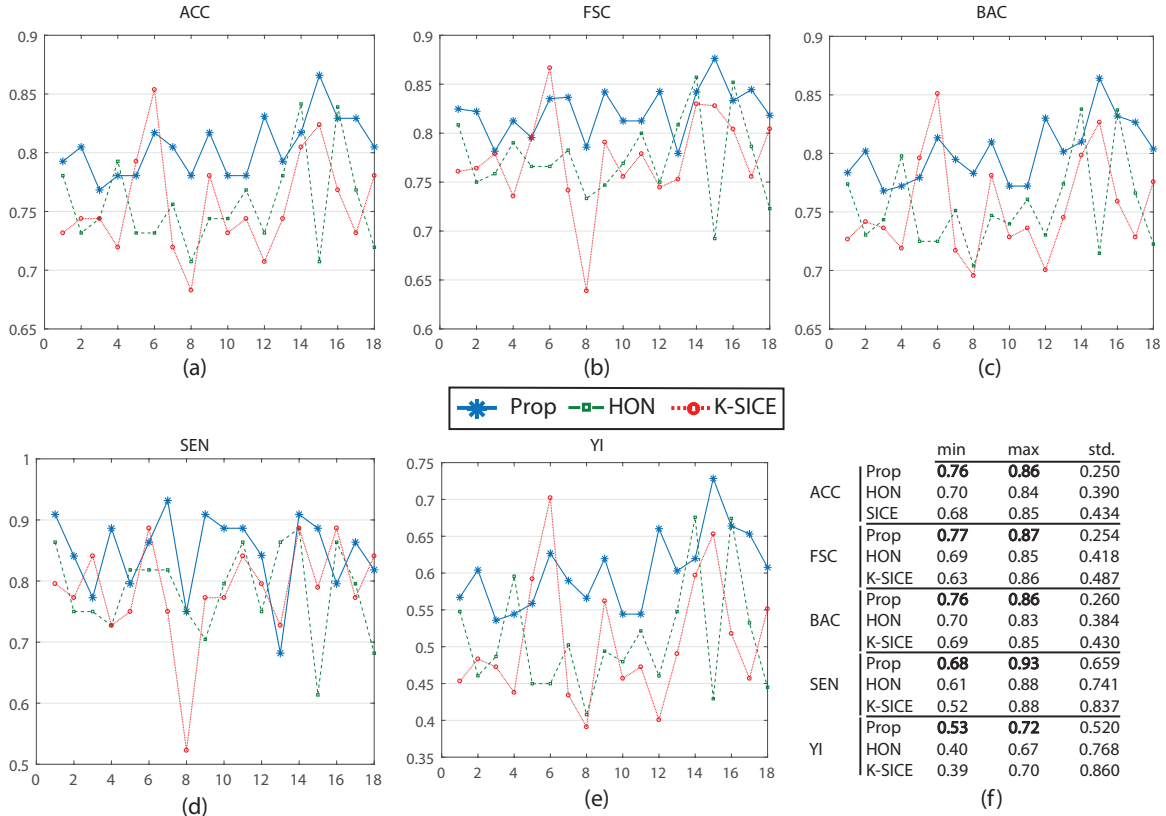 ACC
0.9
0.85
0.8
0.75
0.7
0.65
0 2 4 6 8 10 12 14 16 18
(a)
FSC
0.9
0.85
0.8
0.75
0.7
0.65
0.6
0 2 4 6 8 10 12 14 16 18
(b)
BAC
0.9
0.85
0.8
0.75
0.7
0.65
0 2 4 6 8 10 12 14 16 18
(c)
Prop HON K-SICE
SEN
1
0.9
0.8
0.7
0.6
0.5
0 2 4 6 8 10 12 14 16 18
(d)
YI
0.75
0.7
0.65
0.6
0.55
0.5
0.45
0.4
0.35
0 2 4 6 8 10 12 14 16 18
(e)
min max std.
ACC
Prop 0.76 0.86 0.250
HON 0.70 0.84 0.390
SICE 0.68 0.85 0.434
FSC
Prop 0.77 0.87 0.254
HON 0.69 0.85 0.418
K-SICE 0.63 0.86 0.487
BAC
Prop 0.76 0.86 0.260
HON 0.70 0.83 0.384
K-SICE 0.69 0.85 0.430
SEN
Prop 0.68 0.93 0.659
HON 0.61 0.88 0.741
K-SICE 0.52 0.88 0.837
YI
Prop 0.53 0.72 0.520
HON 0.40 0.67 0.768
K-SICE 0.39 0.70 0.860
(f)